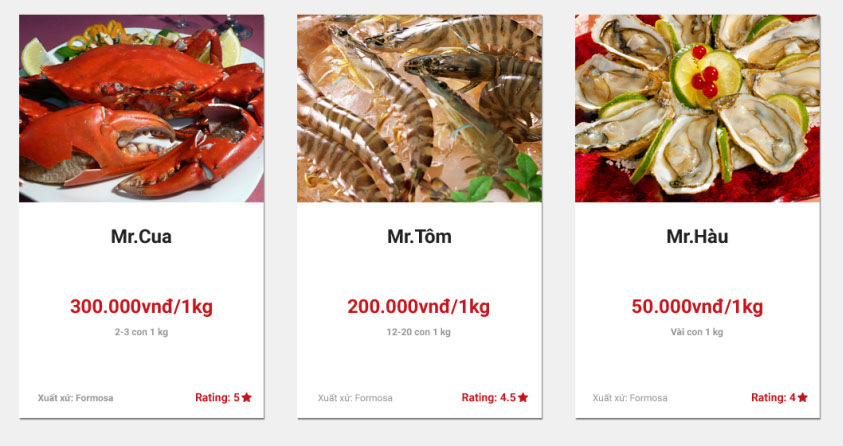 Mr.Cua
300.000vnđ/1kg
2-3 con 1 kg
Xuất xứ: Formosa
Rating: 5
Mr.Tôm
200.000vnđ/1kg
12-20 con 1 kg
Xuất xứ: Formosa
Rating: 4.5
Mr.Hàu
50.000vnđ/1kg
Vài con 1 kg
Xuất xứ: Formosa
Rating: 4